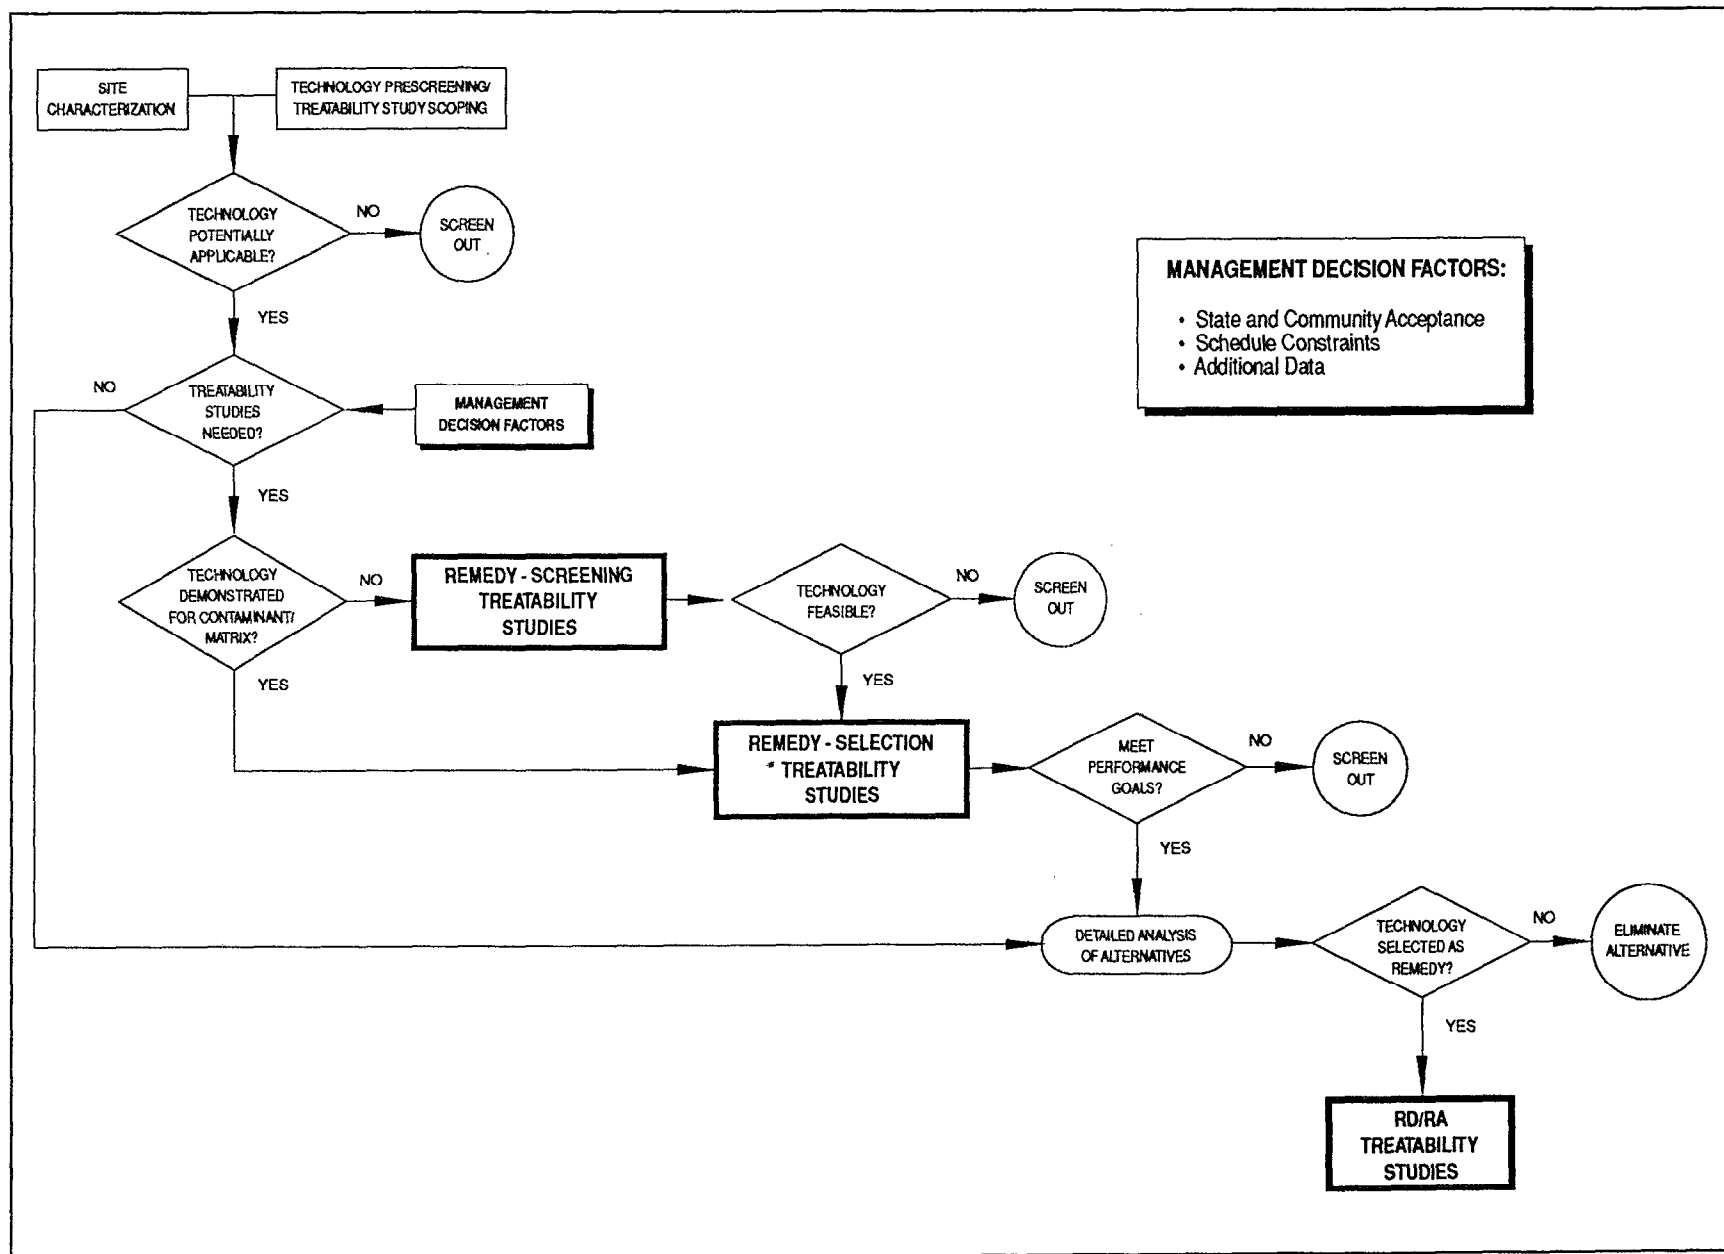 SITE
CHARACTERIZATION
TECHNOLOGY PRESCREENING/
TREATABILITY STUDY SCOPING
TECHNOLOGY
POTENTIALLY
APPLICABLE?
NO
SCREEN
OUT
YES
MANAGEMENT DECISION FACTORS:
• State and Community Acceptance
• Schedule Constraints
• Additional Data
NO
TREATABILITY
STUDIES
NEEDED?
MANAGEMENT
DECISION FACTORS
YES
TECHNOLOGY
DEMONSTRATED
FOR CONTAMINANT/
MATRIX?
NO
REMEDY - SCREENING
TREATABILITY
STUDIES
TECHNOLOGY
FEASIBLE?
NO
SCREEN
OUT
YES
YES
REMEDY - SELECTION
TREATABILITY
STUDIES
MEET
PERFORMANCE
GOALS?
NO
SCREEN
OUT
YES
DETAILED ANALYSIS
OF ALTERNATIVES
TECHNOLOGY
SELECTED AS
REMEDY?
NO
ELIMINATE
ALTERNATIVE
YES
RD/RA
TREATABILITY
STUDIES